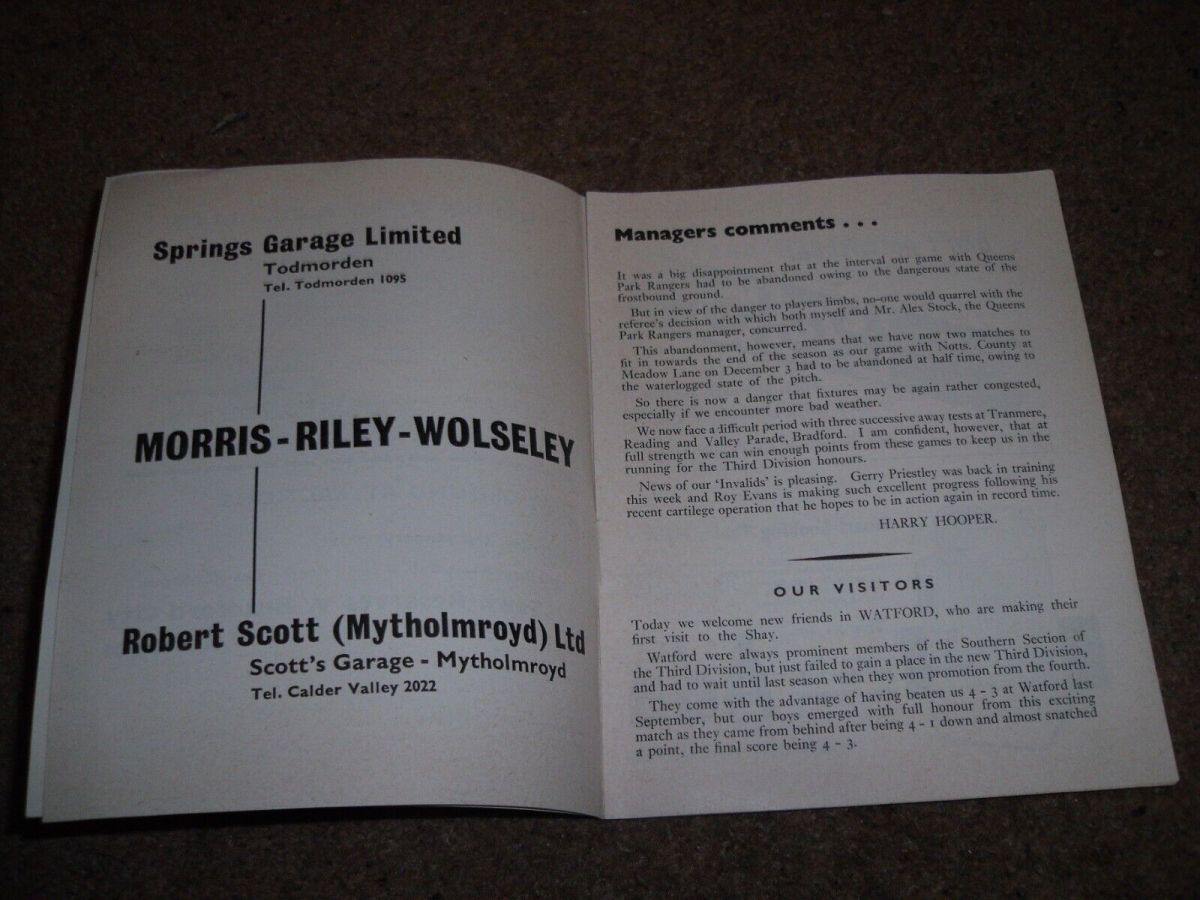 Springs Garage Limited
Todmorden
Tel. Todmorden 1095
MORRIS - RILEY - WOLSELEY
Robert Scott (Mytholmroyd) Ltd
Scott's Garage - Mytholmroyd
Tel. Calder Valley 2022
Managers comments . . .
It was a big disappointment that at the interval our game with Queens
Park Rangers had to be abandoned owing to the dangerous state of the
frostbound ground.
But in view of the danger to players limbs, no-one would quarrel with the
referee's decision with which both myself and Mr. Alex Stock, the Queens
Park Rangers manager, concurred.
This abandonment, however, means that we have now two matches to
fit in towards the end of the season as our game with Notts. County at
Meadow Lane on December 3 had to be abandoned at half time, owing to
the waterlogged state of the pitch.
So there is now a danger that fixtures may be again rather congested,
especially if we encounter more bad weather.
We now face a difficult period with three successive away tests at Tranmere,
Reading and Valley Parade, Bradford. I am confident, however, that at
full strength we can win enough points from these games to keep us in the
running for the Third Division honours.
News of our 'Invalids' is pleasing. Gerry Priestley was back in training
this week and Roy Evans is making such excellent progress following his
recent cartilege operation that he hopes to be in action again in record time.
HARRY HOOPER.
OUR VISITORS
Today we welcome new friends in WATFORD, who are making their
first visit to the Shay.
Watford were always prominent members of the Southern Section of
the Third Division, but just failed to gain a place in the new Third Division,
and had to wait until last season when they won promotion from the fourth.
They come with the advantage of having beaten us 4 - 3 at Watford last
September, but our boys emerged with full honour from this exciting
match as they came from behind after being 4 - 1 down and almost snatched
a point, the final score being 4 - 3.